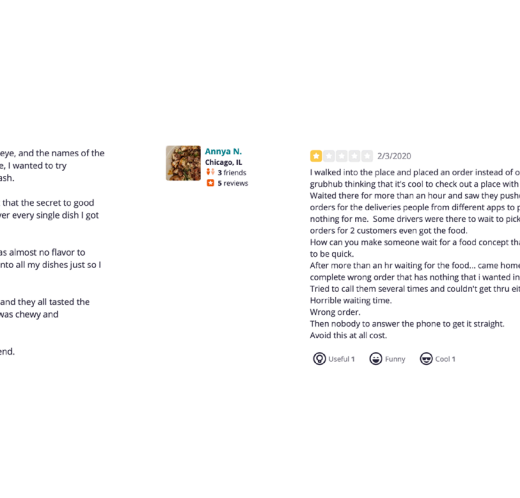 eye, and the names of the
e, I wanted to try
ash.
that the secret to good
ver every single dish I got
as almost no flavor to
nto all my dishes just so I
and they all tasted the
was chewy and
end.
Annya N.
Chicago, IL
3 friends
5 reviews
2/3/2020
I walked into the place and placed an order instead of o
grubhub thinking that it's cool to check out a place with
Waited there for more than an hour and saw they pushe
orders for the deliveries people from different apps to p
nothing for me. Some drivers were there to wait to pick
orders for 2 customers even got the food.
How can you make someone wait for a food concept tha
to be quick.
After more than an hr waiting for the food... came home
complete wrong order that has nothing that i wanted in
Tried to call them several times and couldn't get thru eit
Horrible waiting time.
Wrong order.
Then nobody to answer the phone to get it straight.
Avoid this at all cost.
Useful 1 Funny Cool 1